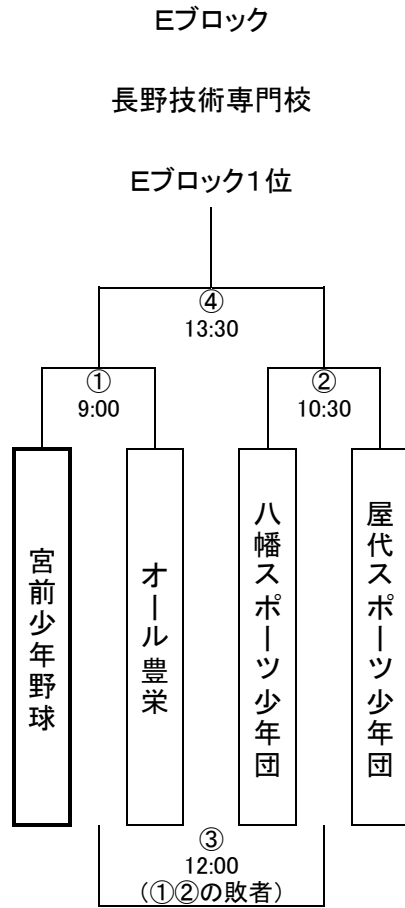 Eブロック
長野技術専門校
Eブロック1位
④
13:30
①
9:00
②
10:30
宮前少年野球
オール豊栄
八幡スポーツ少年団
屋代スポーツ少年団
③
12:00
(①②の敗者)